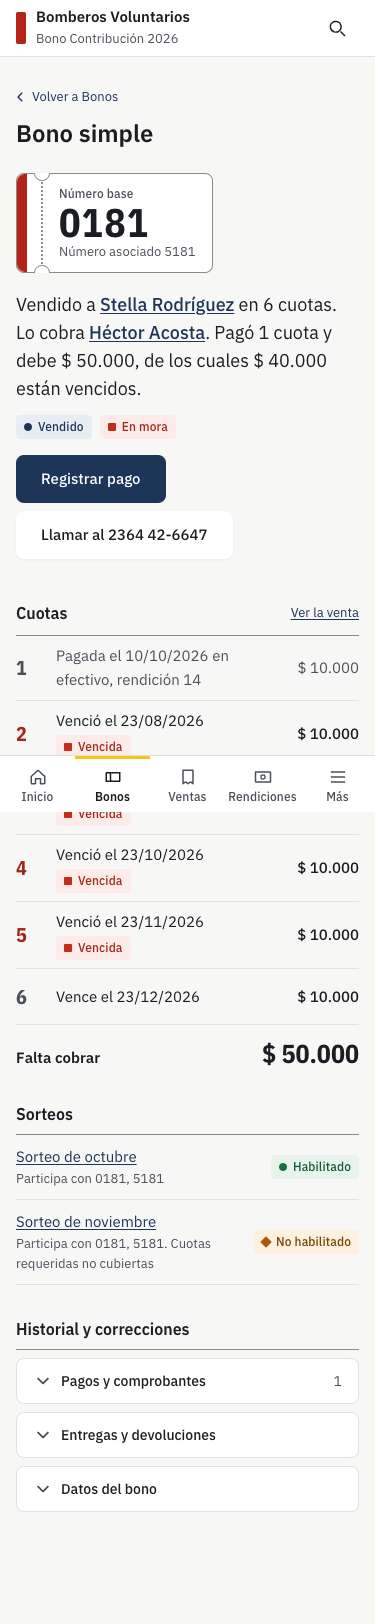 Bomberos Voluntarios
Bono Contribución 2026
Volver a Bonos
Bono simple
Número base
0181
Número asociado 5181
Vendido a Stella Rodríguez en 6 cuotas.
Lo cobra Héctor Acosta. Pagó 1 cuota y
debe $ 50.000, de los cuales $ 40.000
están vencidos.
Vendido
En mora
Registrar pago
Llamar al 2364 42-6647
Cuotas
Ver la venta
1
Pagada el 10/10/2026 en
efectivo, rendición 14
$ 10.000
2
Venció el 23/08/2026
Vencida
$ 10.000
Inicio
Bonos
Ventas
Rendiciones
Más
Vencida
4
Venció el 23/10/2026
Vencida
$ 10.000
5
Venció el 23/11/2026
Vencida
$ 10.000
6
Vence el 23/12/2026
$ 10.000
Falta cobrar
$ 50.000
Sorteos
Sorteo de octubre
Participa con 0181, 5181
Habilitado
Sorteo de noviembre
Participa con 0181, 5181. Cuotas
requeridas no cubiertas
No habilitado
Historial y correcciones
Pagos y comprobantes
1
Entregas y devoluciones
Datos del bono